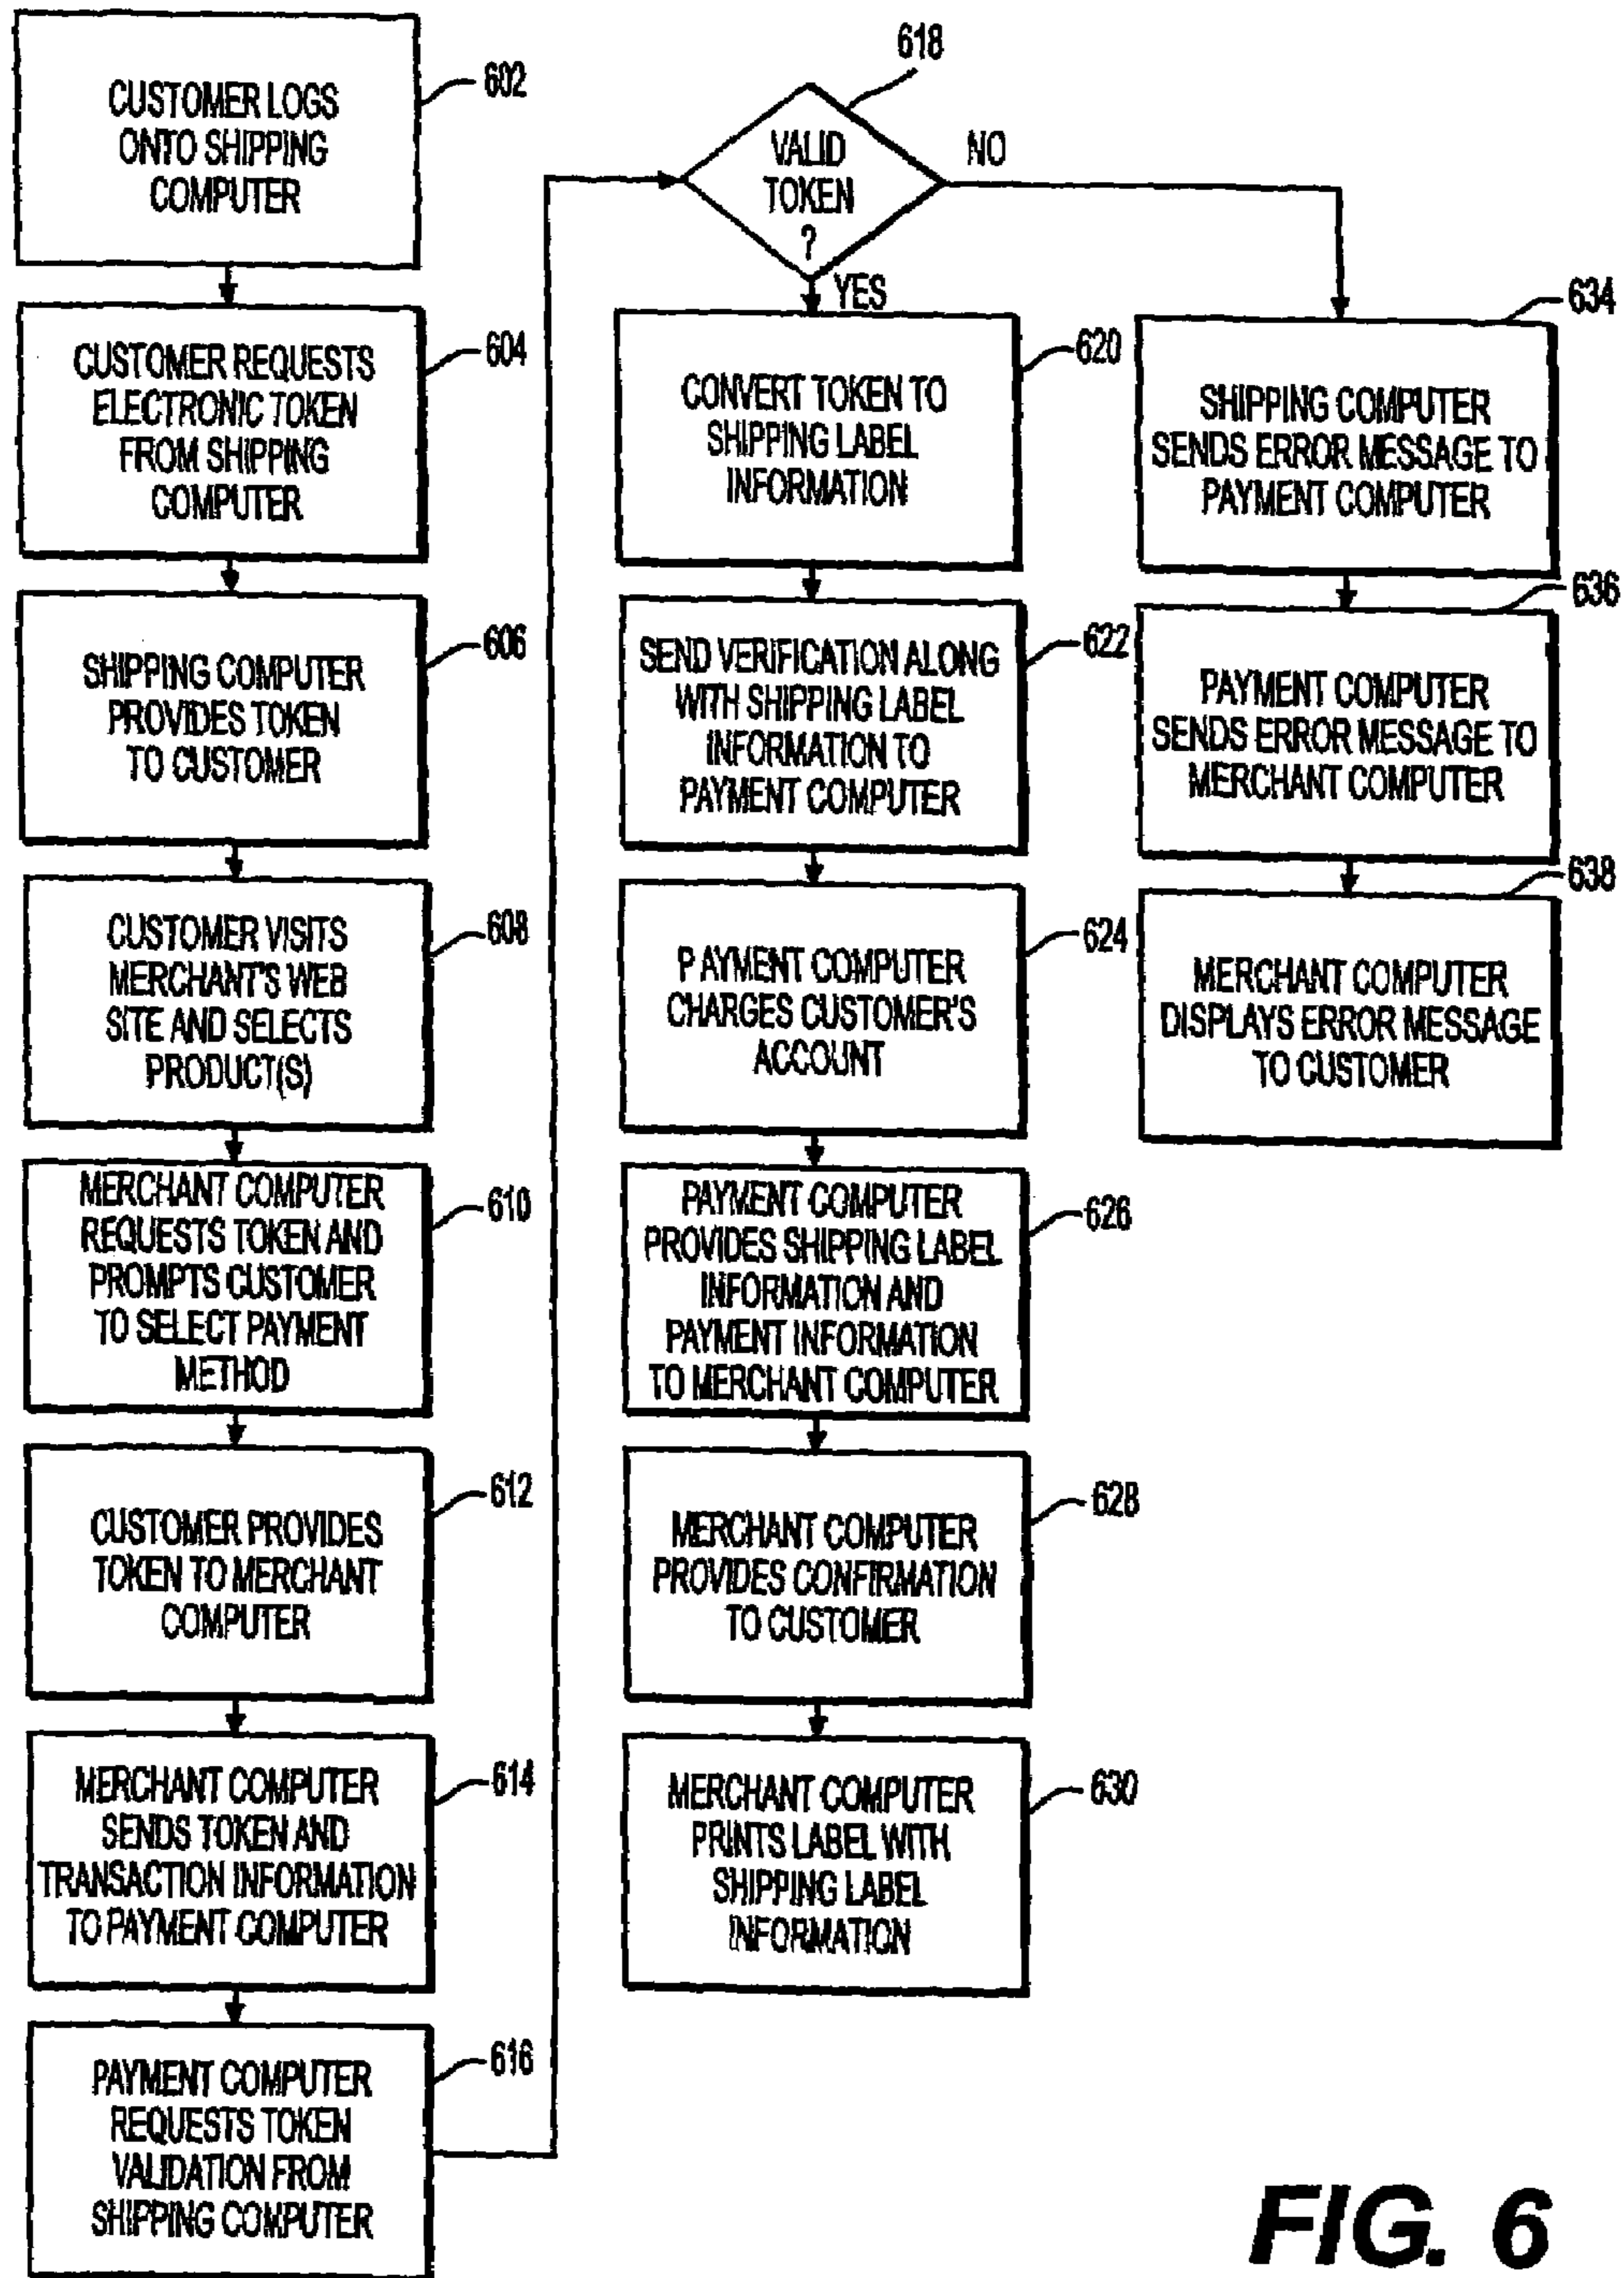 CUSTOMER LOGS
ONTO SHIPPING
COMPUTER
602
CUSTOMER REQUESTS
ELECTRONIC TOKEN
FROM SHIPPING
COMPUTER
604
SHIPPING COMPUTER
PROVIDES TOKEN
TO CUSTOMER
606
CUSTOMER VISITS
MERCHANT'S WEB
SITE AND SELECTS
PRODUCT(S)
608
MERCHANT COMPUTER
REQUESTS TOKEN AND
PROMPTS CUSTOMER
TO SELECT PAYMENT
METHOD
610
CUSTOMER PROVIDES
TOKEN TO MERCHANT
COMPUTER
612
MERCHANT COMPUTER
SENDS TOKEN AND
TRANSACTION INFORMATION
TO PAYMENT COMPUTER
614
PAYMENT COMPUTER
REQUESTS TOKEN
VALIDATION FROM
SHIPPING COMPUTER
616
618
VALID
TOKEN
?
NO
YES
CONVERT TOKEN TO
SHIPPING LABEL
INFORMATION
620
SEND VERIFICATION ALONG
WITH SHIPPING LABEL
INFORMATION TO
PAYMENT COMPUTER
622
P AYMENT COMPUTER
CHARGES CUSTOMER'S
ACCOUNT
624
PAYMENT COMPUTER
PROVIDES SHIPPING LABEL
INFORMATION AND
PAYMENT INFORMATION
TO MERCHANT COMPUTER
626
MERCHANT COMPUTER
PROVIDES CONFIRMATION
TO CUSTOMER
628
MERCHANT COMPUTER
PRINTS LABEL WITH
SHIPPING LABEL
INFORMATION
630
634
SHIPPING COMPUTER
SENDS ERROR MESSAGE TO
PAYMENT COMPUTER
636
PAYMENT COMPUTER
SENDS ERROR MESSAGE TO
MERCHANT COMPUTER
638
MERCHANT COMPUTER
DISPLAYS ERROR MESSAGE
TO CUSTOMER
FIG. 6